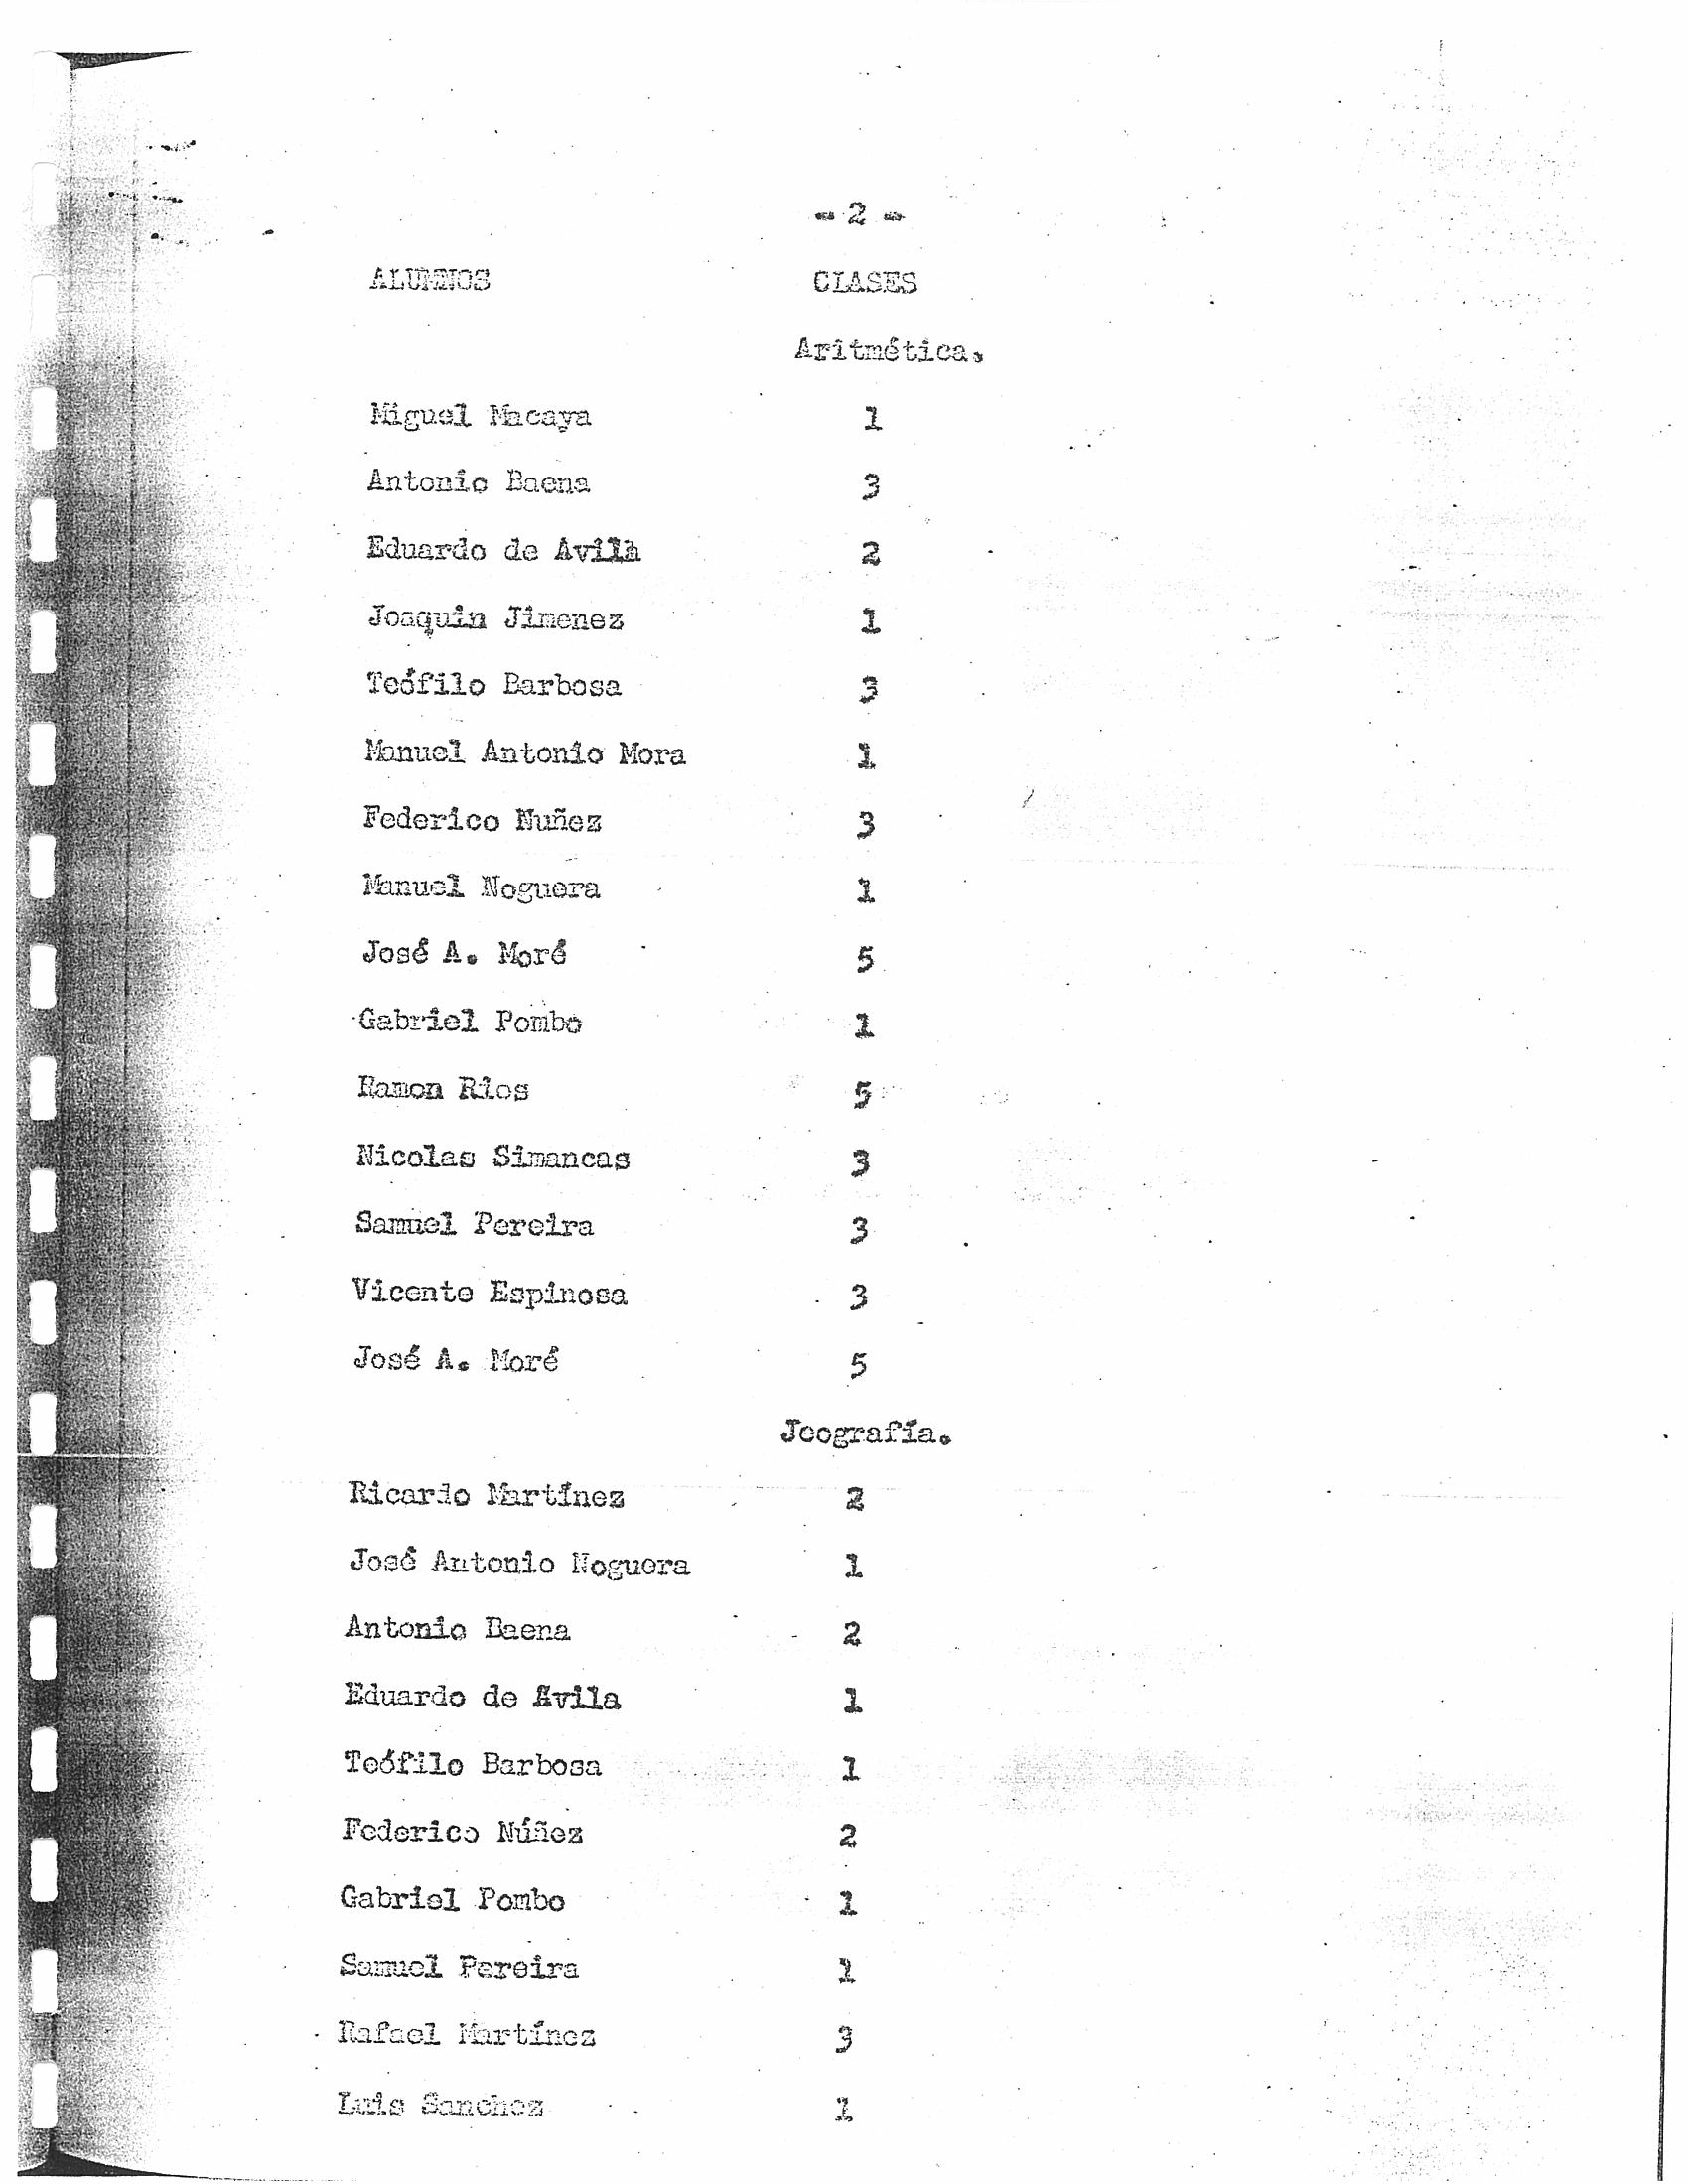 - 2 -
ALUMNOS CLASES
Aritmética.
Miguel Macaya 1
Antonio Baena 3
Eduardo de Avila 2
Joaquin Jimenez 1
Teófilo Barbosa 3
Manuel Antonio Mora 1
Federico Nuñez 3
Manuel Noguera 1
José A. Moré 5
Gabriel Pombo 1
Ramon Rios 5
Nicolas Simancas 3
Samuel Pereira 3
Vicente Espinosa 3
José A. Moré 5
Jeografía.
Ricardo Martínez 2
José Antonio Noguera 1
Antonio Baena 2
Eduardo de Avila 1
Teófilo Barbosa 1
Federico Núñez 2
Gabriel Pombo 1
Samuel Pereira 1
Rafael Martínez 3
Luis Sanchez 1